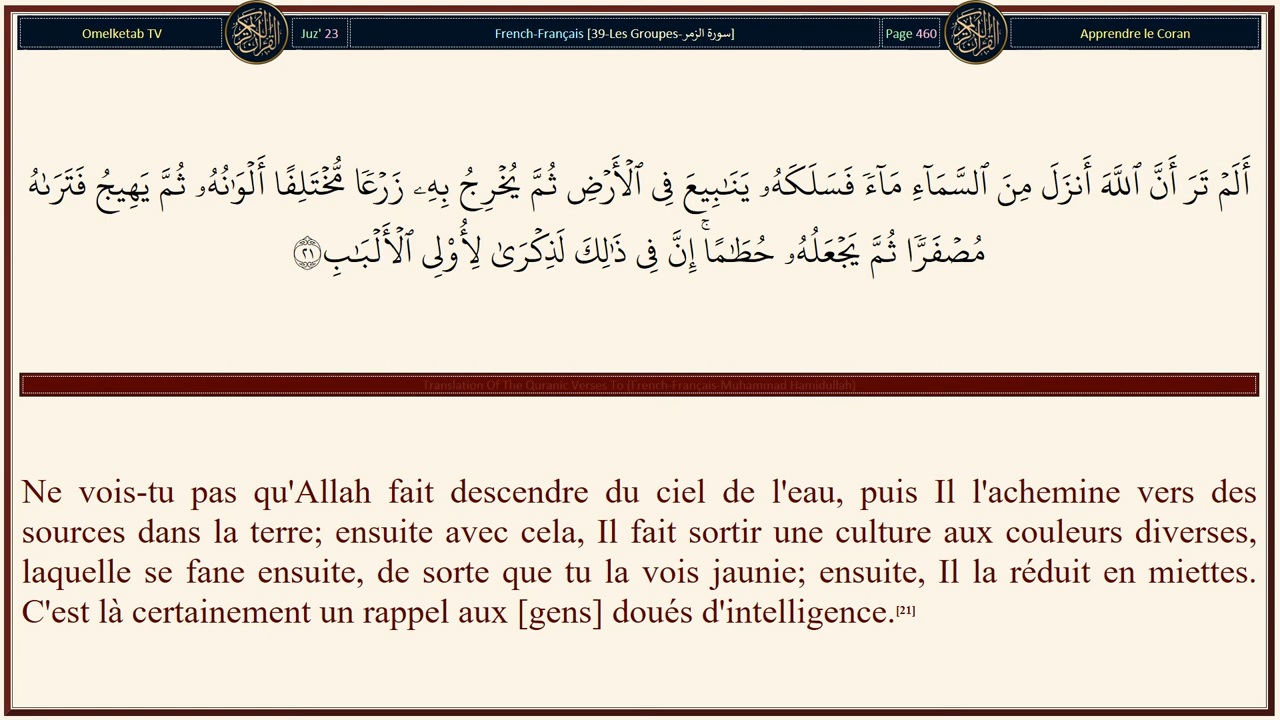 Omelketab TV
Juz' 23
French-Français [39-Les Groupes-سورة الزمر]
Page 460
Apprendre le Coran
أَلَمۡ تَرَ أَنَّ ٱللَّهَ أَنزَلَ مِنَ ٱلسَّمَآءِ مَآءٗ فَسَلَكَهُۥ يَنَٰبِيعَ فِي ٱلۡأَرۡضِ ثُمَّ يُخۡرِجُ بِهِۦ زَرۡعٗا مُّخۡتَلِفًا أَلۡوَٰنُهُۥ ثُمَّ يَهِيجُ فَتَرَىٰهُ
مُصۡفَرّٗا ثُمَّ يَجۡعَلُهُۥ حُطَٰمًاۚ إِنَّ فِي ذَٰلِكَ لَذِكۡرَىٰ لِأُوْلِي ٱلۡأَلۡبَٰبِ ٢١
Translation Of The Quranic Verses To (French-Français-Muhammad Hamidullah)
Ne vois-tu pas qu'Allah fait descendre du ciel de l'eau, puis Il l'achemine vers des
sources dans la terre; ensuite avec cela, Il fait sortir une culture aux couleurs diverses,
laquelle se fane ensuite, de sorte que tu la vois jaunie; ensuite, Il la réduit en miettes.
C'est là certainement un rappel aux [gens] doués d'intelligence.[21]